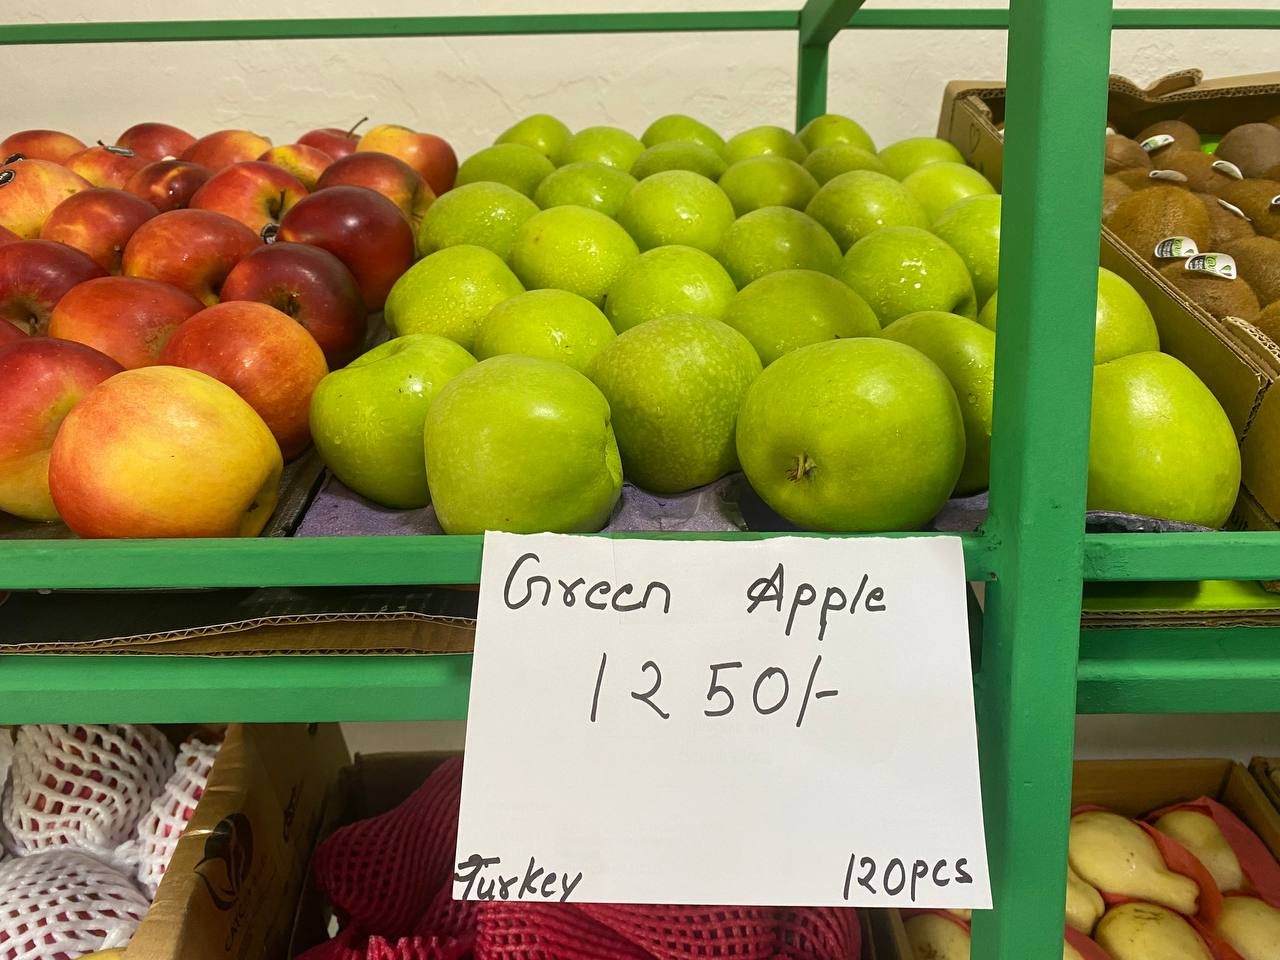 Green Apple
1250/-
Turkey 120pcs